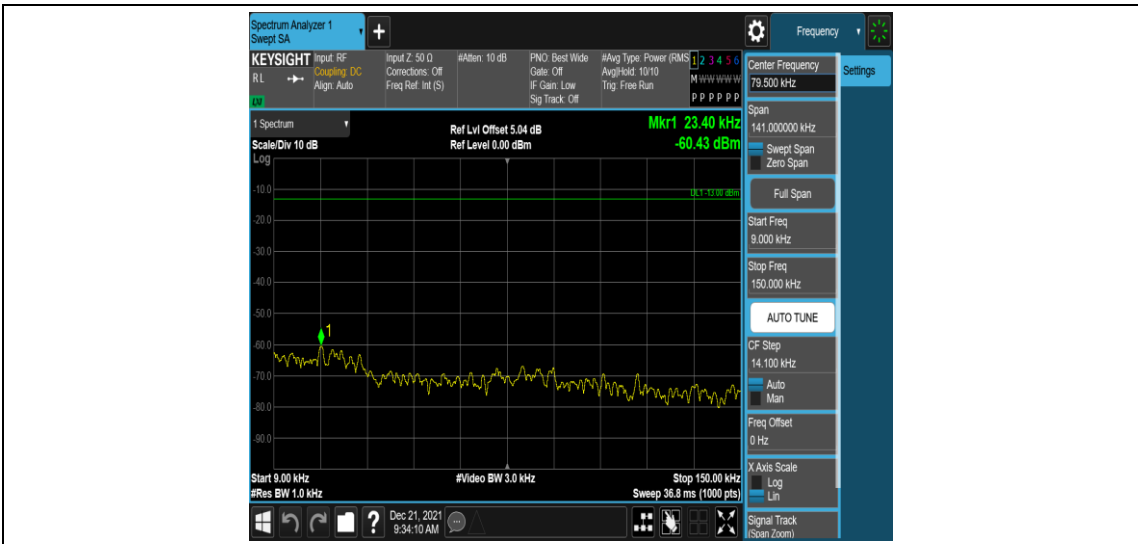 Spectrum Analyzer 1
Swept SA
+
Frequency
KEYSIGHT
RL
Input: RF
Coupling: DC
Align: Auto
Input Z: 50 Ω
Corrections: Off
Freq Ref: Int (S)
#Atten: 10 dB
PNO: Best Wide
Gate: Off
IF Gain: Low
Sig Track: Off
#Avg Type: Power (RMS
Avg|Hold: 10/10
Trig: Free Run
1 2 3 4 5 6
M W W W W W
P P P P P P
Center Frequency
79.500 kHz
Settings
Span
141.000000 kHz
Swept Span
Zero Span
Full Span
Start Freq
9.000 kHz
Stop Freq
150.000 kHz
AUTO TUNE
CF Step
14.100 kHz
Auto
Man
Freq Offset
0 Hz
X Axis Scale
Log
Lin
Signal Track
(Span Zoom)
1 Spectrum
Scale/Div 10 dB
Ref Lvl Offset 5.04 dB
Ref Level 0.00 dBm
Mkr1 23.40 kHz
-60.43 dBm
Log
DL1 -13.00 dBm
-10.0
-20.0
-30.0
-40.0
-50.0
1
-60.0
-70.0
-80.0
-90.0
Start 9.00 kHz
#Video BW 3.0 kHz
Stop 150.00 kHz
#Res BW 1.0 kHz
Sweep 36.8 ms (1000 pts)
?
Dec 21, 2021
9:34:10 AM